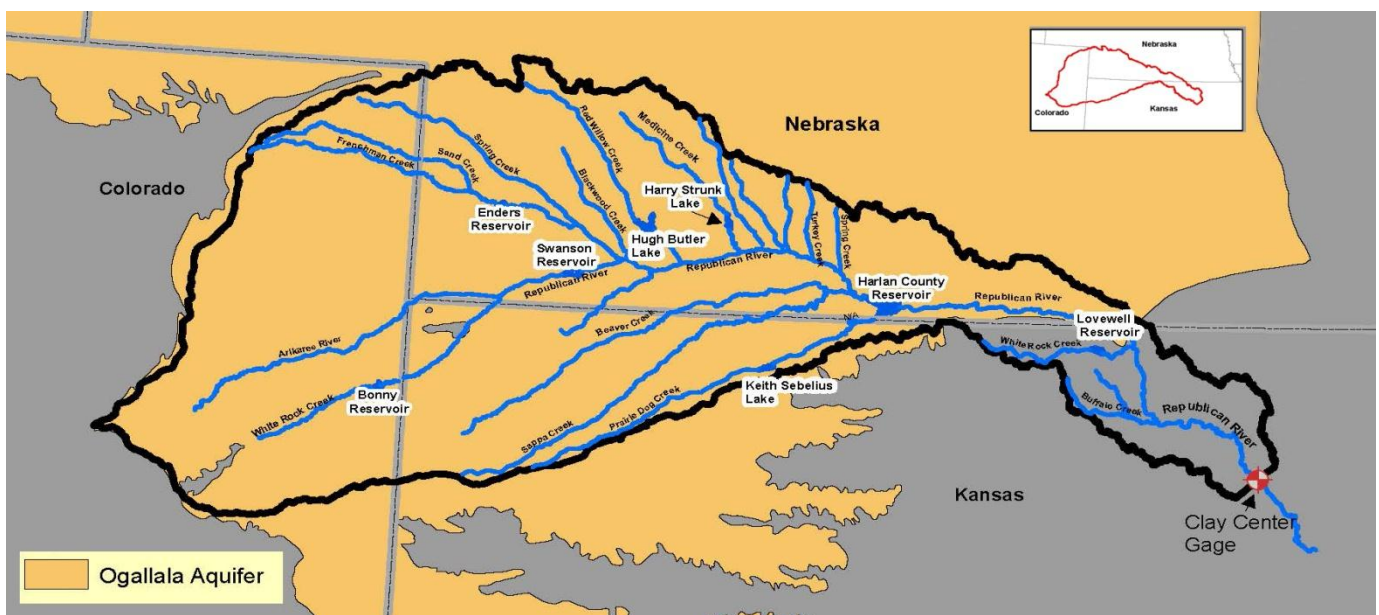 Nebraska
Colorado
Kansas
Nebraska
Colorado
Frenchman Creek
Sand Creek
Spring Creek
Blackwood Creek
Red Willow Creek
Medicine Creek
Harry Strunk
Lake
Turkey Creek
Spring Creek
Enders
Reservoir
Swanson
Reservoir
Hugh Butler
Lake
Republican River
Republican River
Harlan County
Reservoir
Republican River
Lovewell
Reservoir
N/A
Beaver Creek
Arikaree River
White Rock Creek
Bonny
Reservoir
White Rock Creek
Keith Sebelius
Lake
Sappa Creek
Prairie Dog Creek
Buffalo Creek
Republican River
Kansas
Clay Center
Gage
Ogallala Aquifer